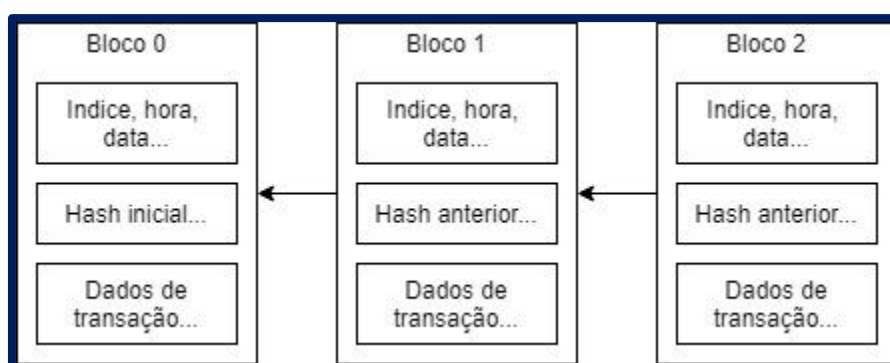 Bloco 0
Indice, hora,
data...
Hash inicial...
Dados de
transação...
Bloco 1
Indice, hora,
data...
Hash anterior...
Dados de
transação...
Bloco 2
Indice, hora,
data...
Hash anterior...
Dados de
transação...